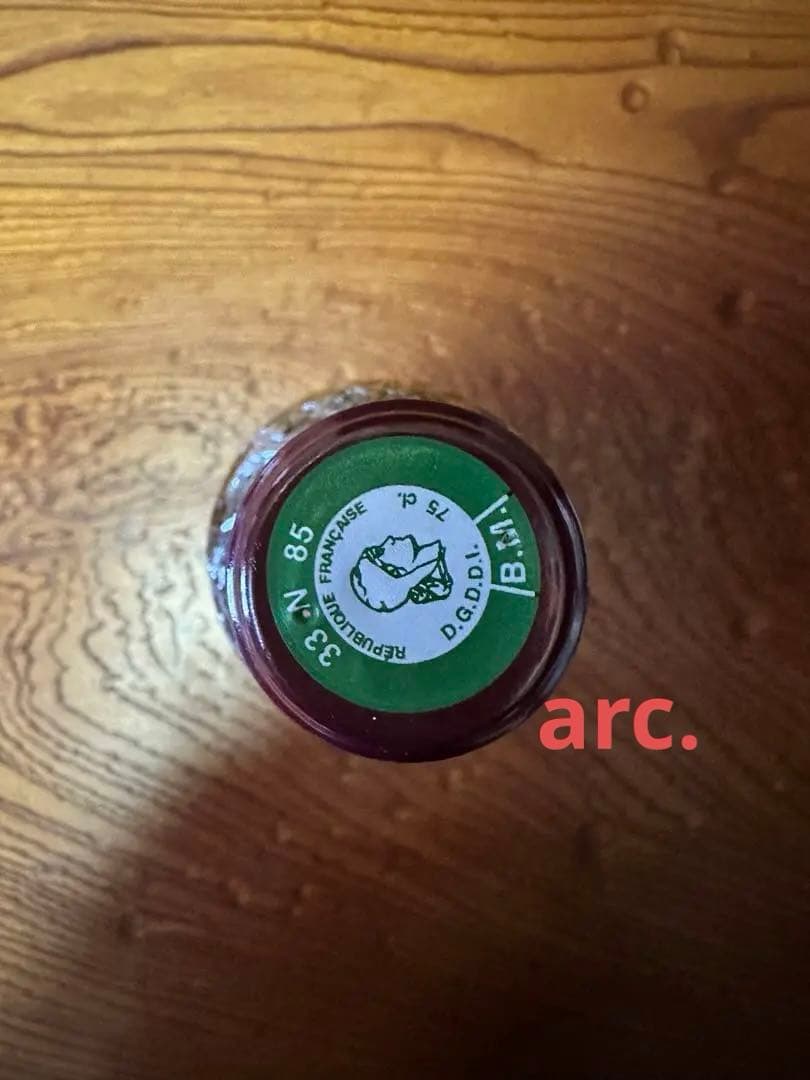 33 N 85
B.M.
RÉPUBLIQUE FRANÇAISE
75 cl.
D.G.D.D.I.
arc.